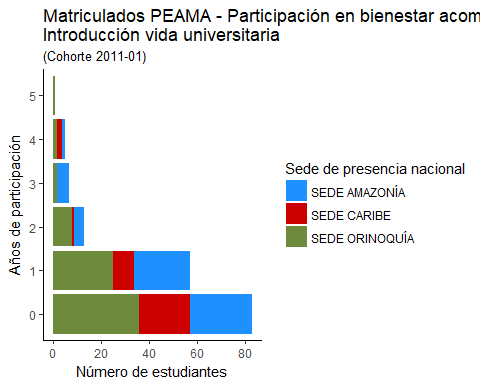 Matriculados PEAMA - Participación en bienestar acom
Introducción vida universitaria
(Cohorte 2011-01)
Años de participación
5
4
3
2
1
0
0 20 40 60 80
Número de estudiantes
Sede de presencia nacional
SEDE AMAZONÍA
SEDE CARIBE
SEDE ORINOQUÍA